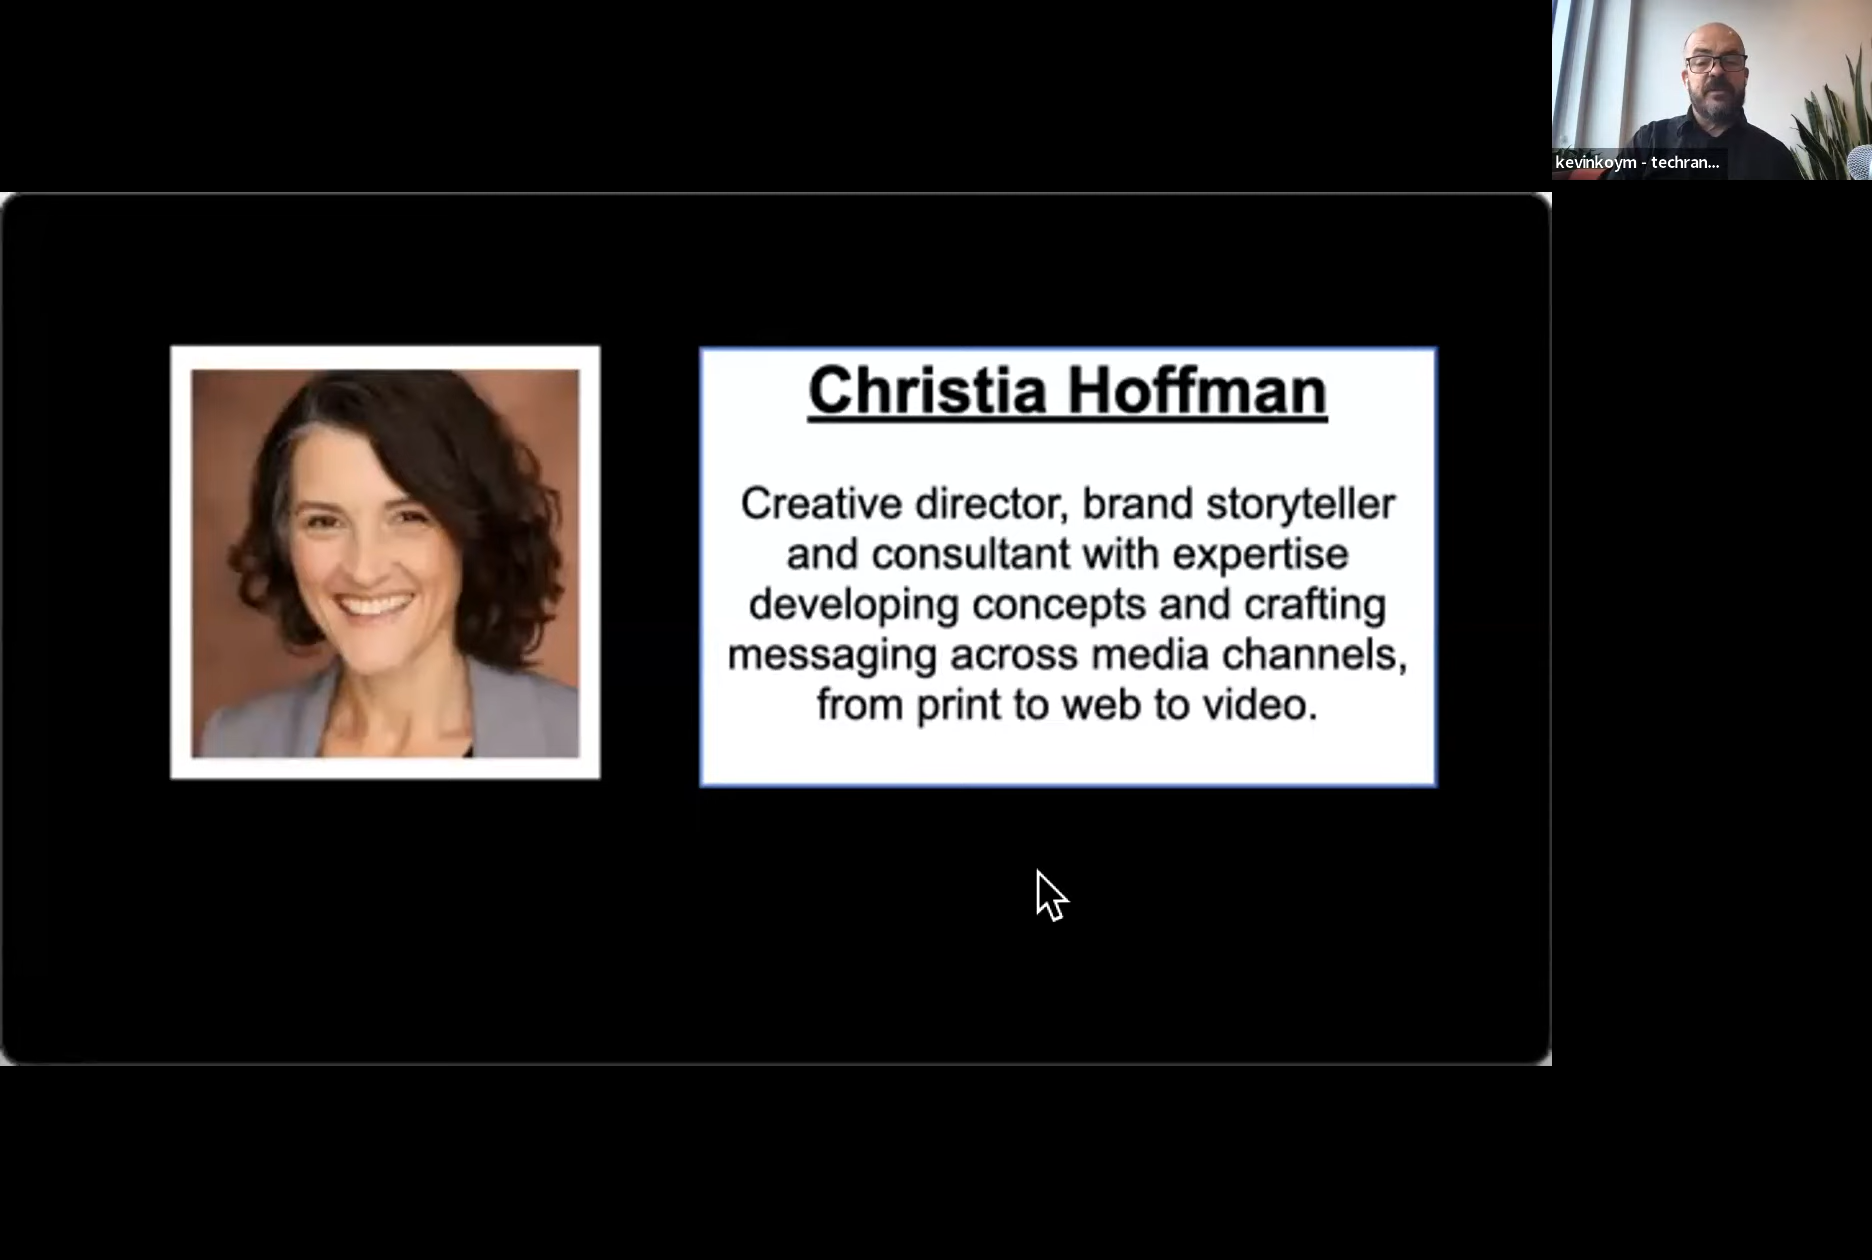 kevinkoym - techran...
Christia Hoffman
Creative director, brand storyteller
and consultant with expertise
developing concepts and crafting
messaging across media channels,
from print to web to video.